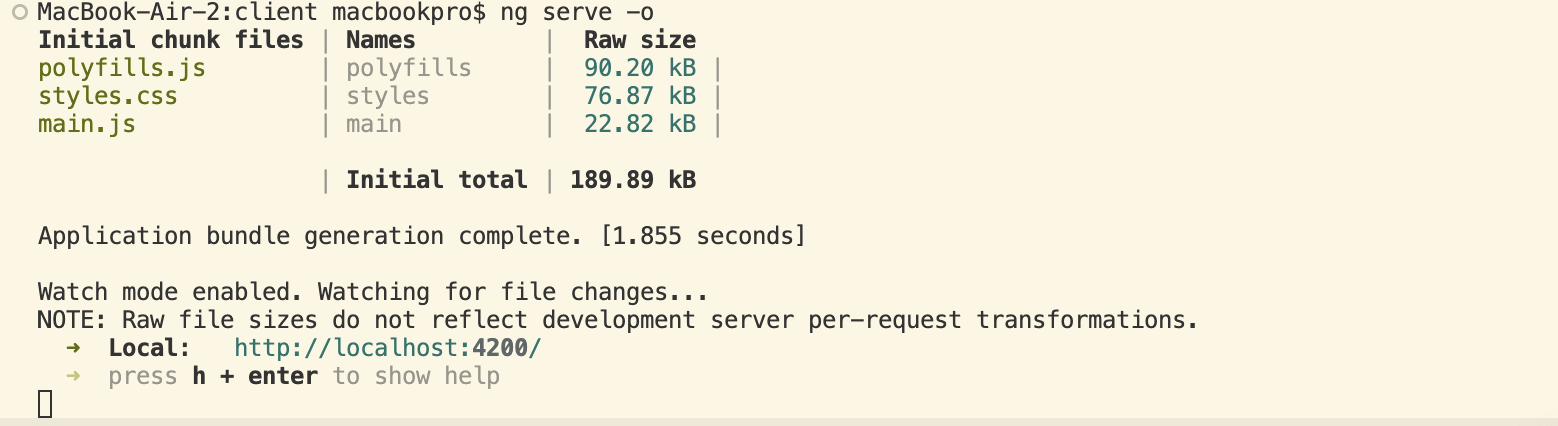 MacBook-Air-2:client macbookpro$ ng serve -o
Initial chunk files | Names | Raw size
polyfills.js | polyfills | 90.20 kB |
styles.css | styles | 76.87 kB |
main.js | main | 22.82 kB |
| Initial total | 189.89 kB
Application bundle generation complete. [1.855 seconds]
Watch mode enabled. Watching for file changes...
NOTE: Raw file sizes do not reflect development server per-request transformations.
➜ Local: http://localhost:4200/
➜ press h + enter to show help